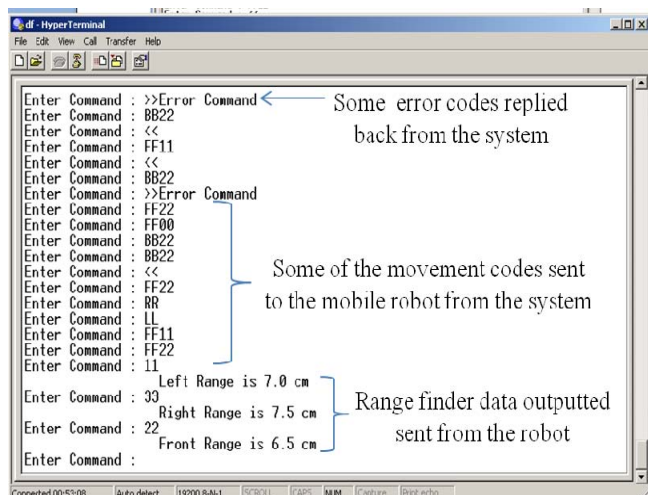 df - HyperTerminal
File Edit View Call Transfer Help
Enter Command : >>Error Command
Some error codes replied
back from the system
Enter Command : BB22
Enter Command : <<
Enter Command : FF11
Enter Command : <<
Enter Command : BB22
Enter Command : >>Error Command
Enter Command : FF22
Enter Command : FF00
Enter Command : BB22
Enter Command : BB22
Enter Command : <<
Enter Command : FF22
Enter Command : RR
Enter Command : LL
Enter Command : FF11
Enter Command : FF22
Enter Command : 11
Some of the movement codes sent
to the mobile robot from the system
Left Range is 7.0 cm
Enter Command : 33
Right Range is 7.5 cm
Enter Command : 22
Front Range is 6.5 cm
Range finder data outputted
sent from the robot
Enter Command :
Connected 00:53:08 Auto detect 19200 8-N-1 SCROLL CAPS NUM Capture Print echo